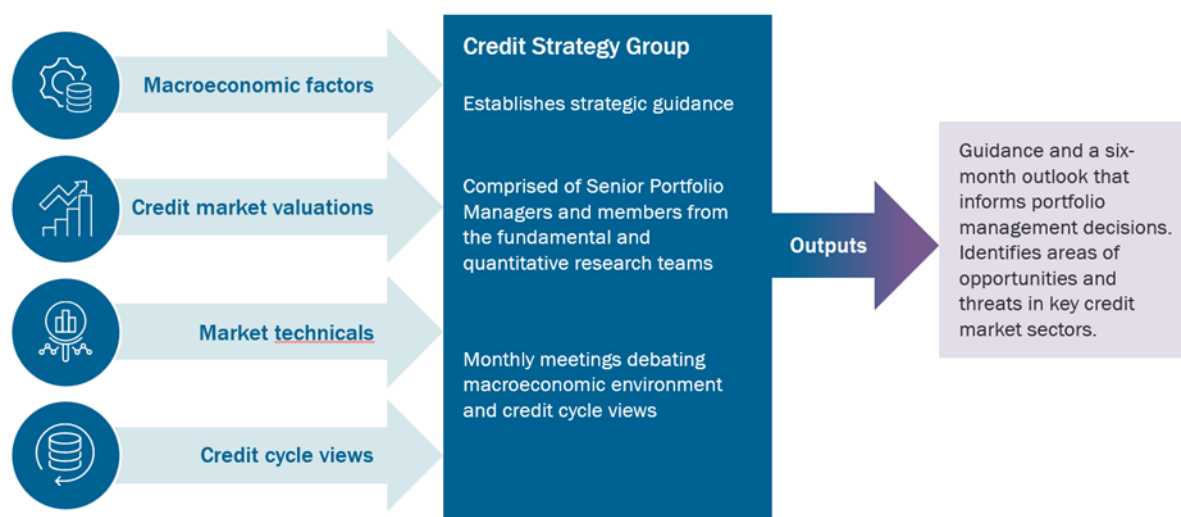 Macroeconomic factors
Credit market valuations
Market technicals
Credit cycle views
Credit Strategy Group
Establishes strategic guidance
Comprised of Senior Portfolio
Managers and members from
the fundamental and
quantitative research teams
Monthly meetings debating
macroeconomic environment
and credit cycle views
Outputs
Guidance and a six-
month outlook that
informs portfolio
management decisions.
Identifies areas of
opportunities and
threats in key credit
market sectors.